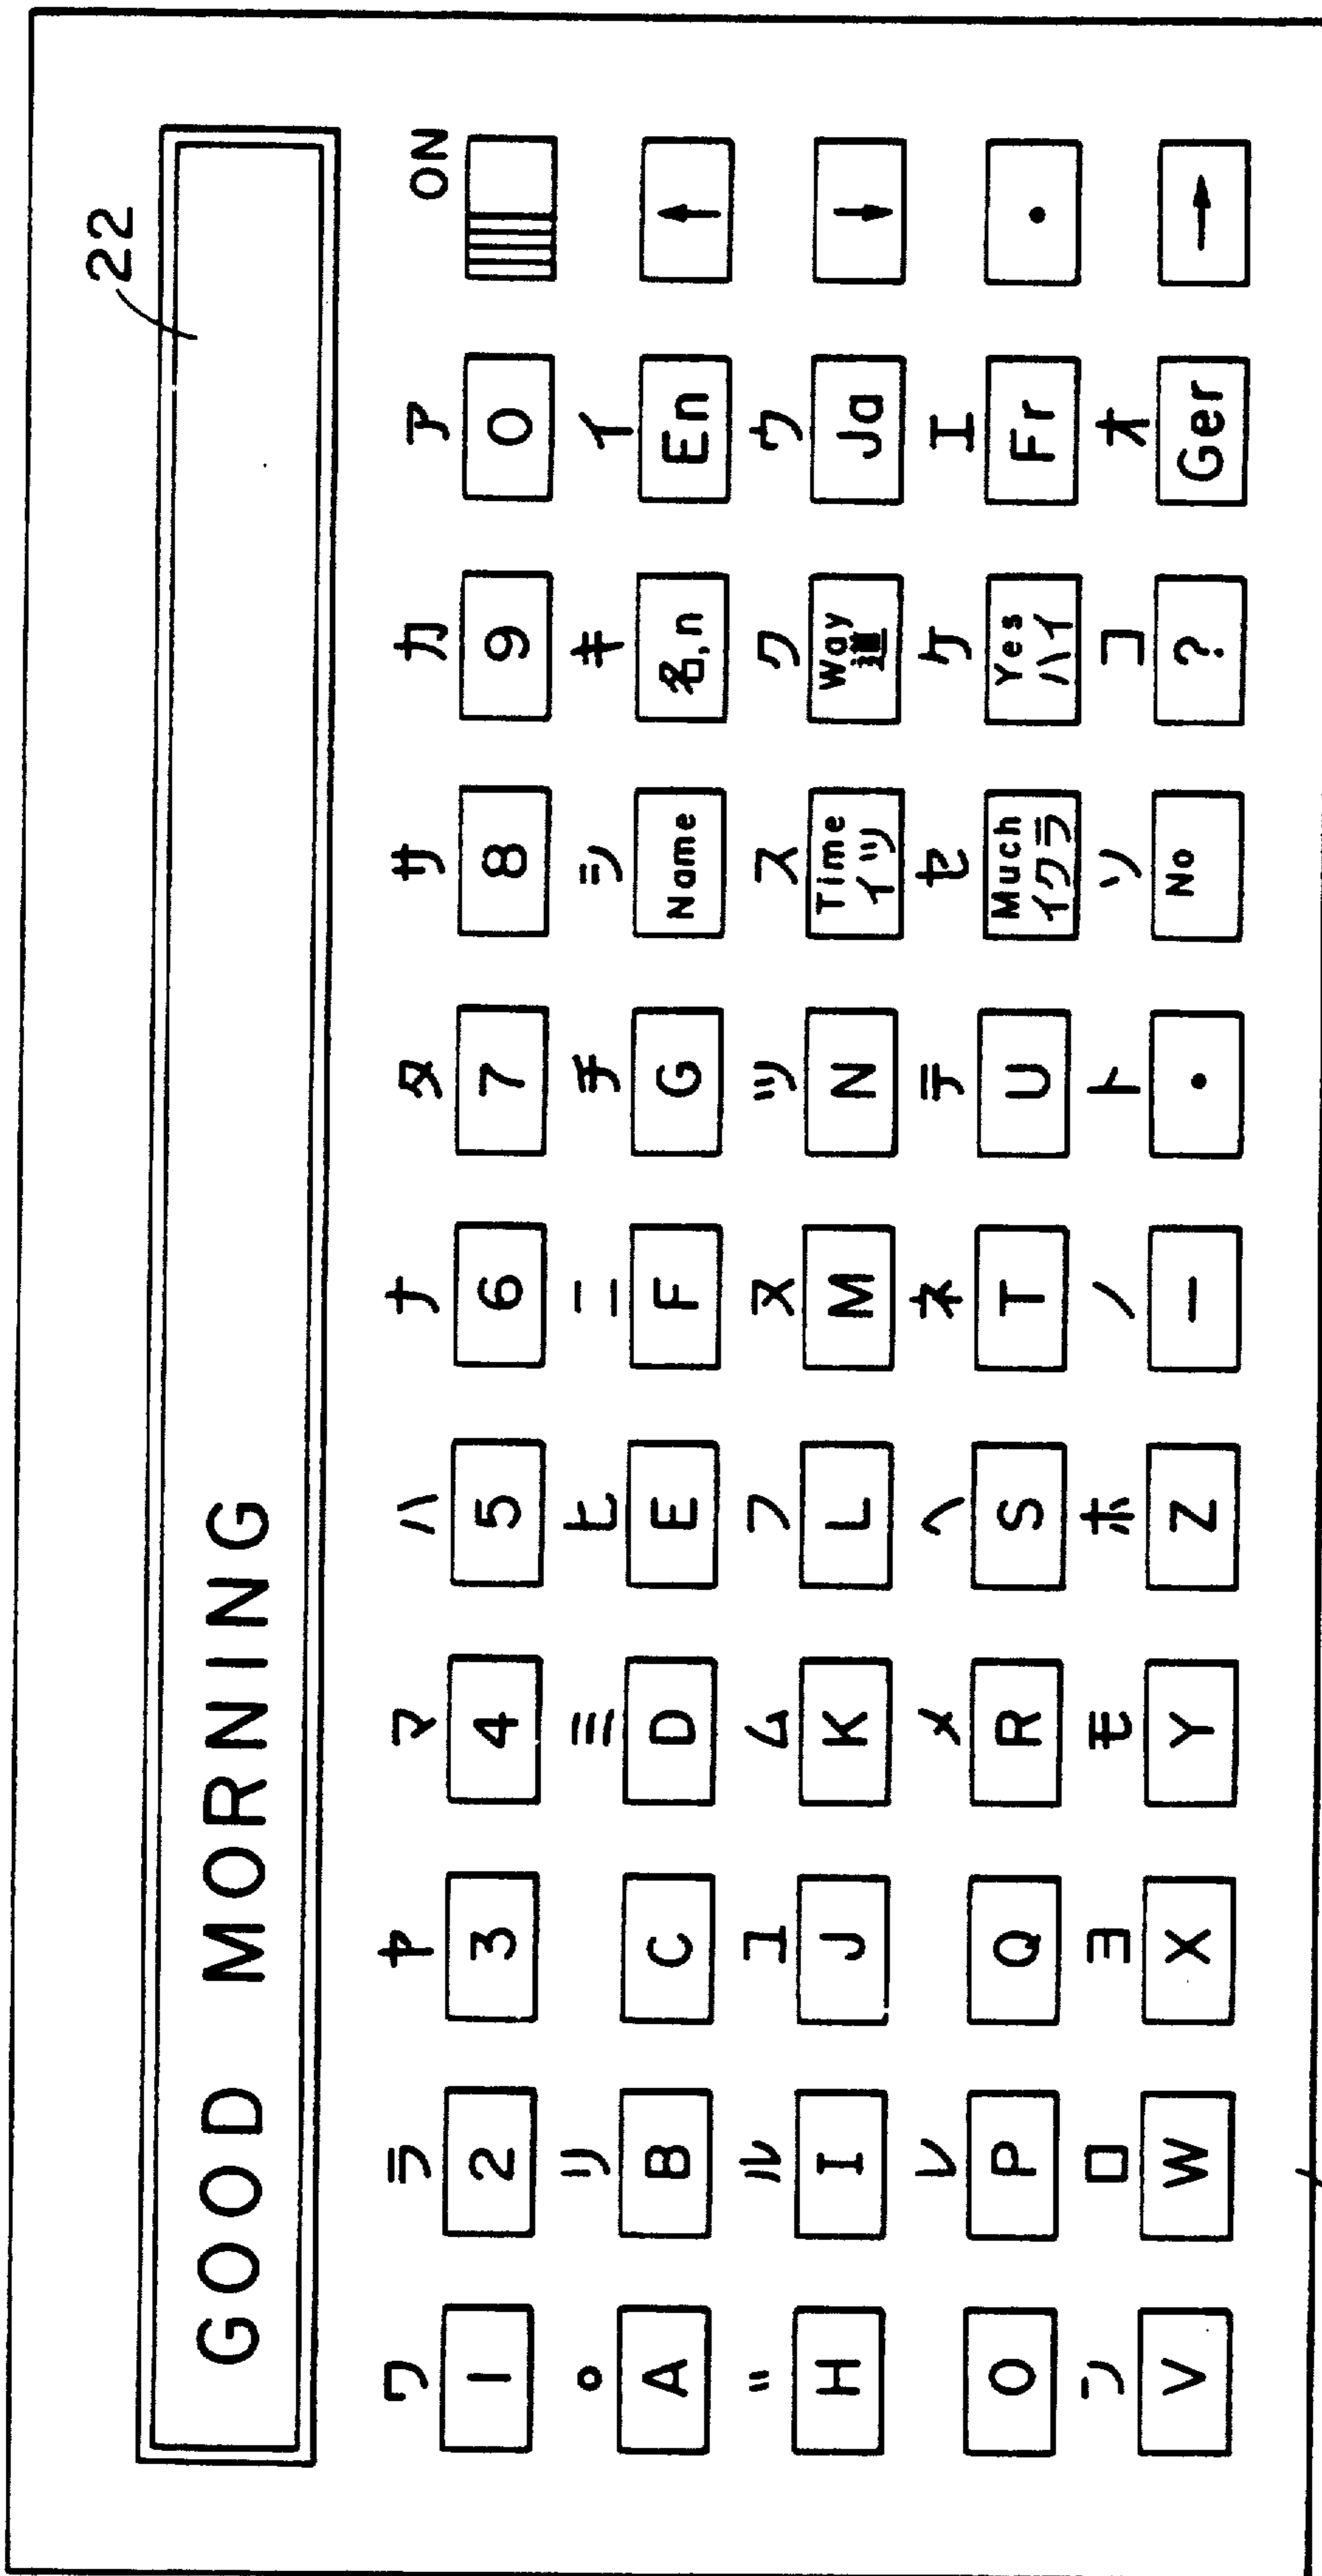 22
GOOD MORNING
ON
ワ ラ ヤ マ ハ ナ タ サ カ ア
1 2 3 4 5 6 7 8 9 0
° リ ミ ヒ ニ チ シ キ イ ↑
A B C D E F G Name 名,n En
" ル ユ ム フ ヌ ツ ス ク ウ ↓
H I J K L M N Time Way Ja
イツ 道
レ メ ヘ ネ テ セ ケ エ
O P Q R S T U Much Yes Fr •
イクラ ハイ
ン ロ ヨ モ ホ ノ ト ソ コ オ
V W X Y Z — • No ? Ger →